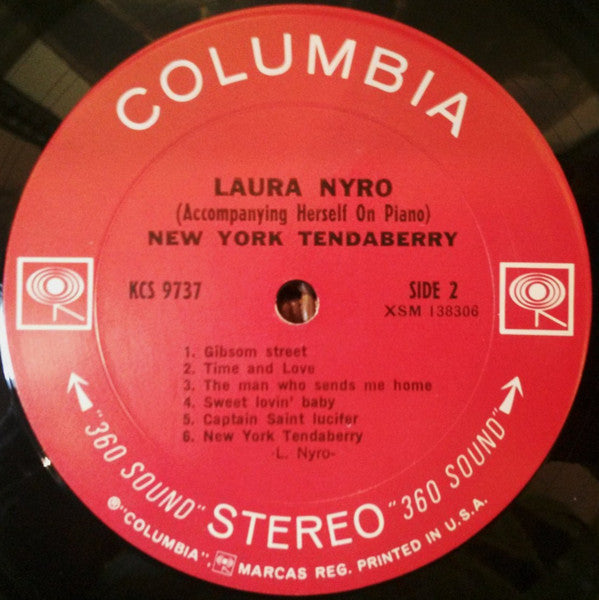 COLUMBIA
LAURA NYRO
(Accompanying Herself On Piano)
NEW YORK TENDABERRY
KCS 9737
SIDE 2
XSM 138306
1. Gibsom street
2. Time and Love
3. The man who sends me home
4. Sweet lovin' baby
5. Captain Saint lucifer
6. New York Tendaberry
-L. Nyro-
"360 SOUND" STEREO "360 SOUND"
®"COLUMBIA", MARCAS REG. PRINTED IN U.S.A.